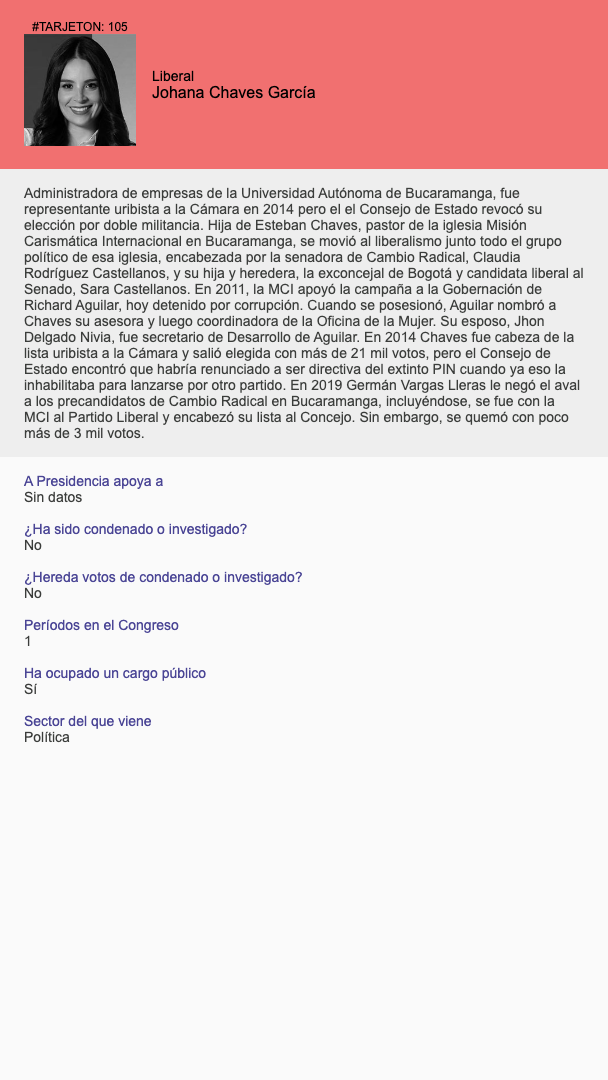 #TARJETON: 105
Liberal
Johana Chaves García
Administradora de empresas de la Universidad Autónoma de Bucaramanga, fue
representante uribista a la Cámara en 2014 pero el el Consejo de Estado revocó su
elección por doble militancia. Hija de Esteban Chaves, pastor de la iglesia Misión
Carismática Internacional en Bucaramanga, se movió al liberalismo junto todo el grupo
político de esa iglesia, encabezada por la senadora de Cambio Radical, Claudia
Rodríguez Castellanos, y su hija y heredera, la exconcejal de Bogotá y candidata liberal al
Senado, Sara Castellanos. En 2011, la MCI apoyó la campaña a la Gobernación de
Richard Aguilar, hoy detenido por corrupción. Cuando se posesionó, Aguilar nombró a
Chaves su asesora y luego coordinadora de la Oficina de la Mujer. Su esposo, Jhon
Delgado Nivia, fue secretario de Desarrollo de Aguilar. En 2014 Chaves fue cabeza de la
lista uribista a la Cámara y salió elegida con más de 21 mil votos, pero el Consejo de
Estado encontró que habría renunciado a ser directiva del extinto PIN cuando ya eso la
inhabilitaba para lanzarse por otro partido. En 2019 Germán Vargas Lleras le negó el aval
a los precandidatos de Cambio Radical en Bucaramanga, incluyéndose, se fue con la
MCI al Partido Liberal y encabezó su lista al Concejo. Sin embargo, se quemó con poco
más de 3 mil votos.
A Presidencia apoya a
Sin datos
¿Ha sido condenado o investigado?
No
¿Hereda votos de condenado o investigado?
No
Períodos en el Congreso
1
Ha ocupado un cargo público
Sí
Sector del que viene
Política